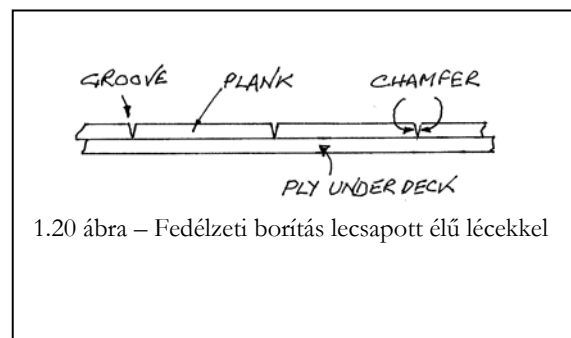 GROOVE PLANK CHAMFER
PLY UNDER DECK
1.20 ábra – Fedélzeti borítás lecsapott élű lécekkel